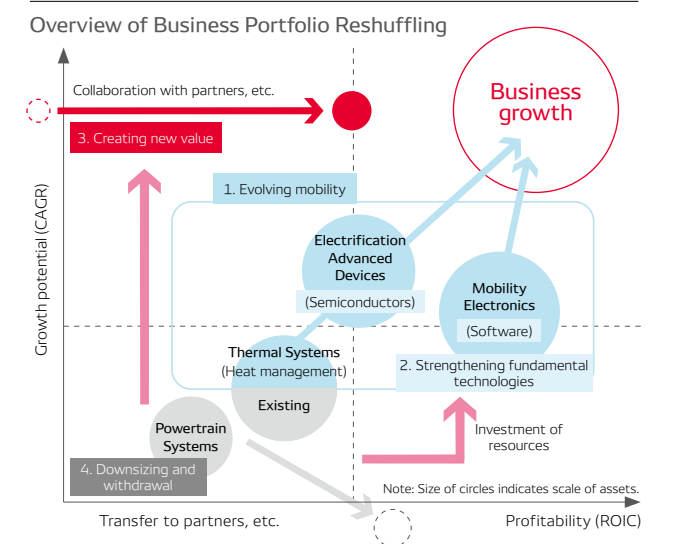 Overview of Business Portfolio Reshuffling
Collaboration with partners, etc.
Business
growth
3. Creating new value
1. Evolving mobility
Growth potential (CAGR)
Electrification
Advanced
Devices
(Semiconductors)
Mobility
Electronics
(Software)
Thermal Systems
(Heat management)
2. Strengthening fundamental
technologies
Existing
Powertrain
Systems
Investment of
resources
4. Downsizing and
withdrawal
Note: Size of circles indicates scale of assets.
Transfer to partners, etc.
Profitability (ROIC)